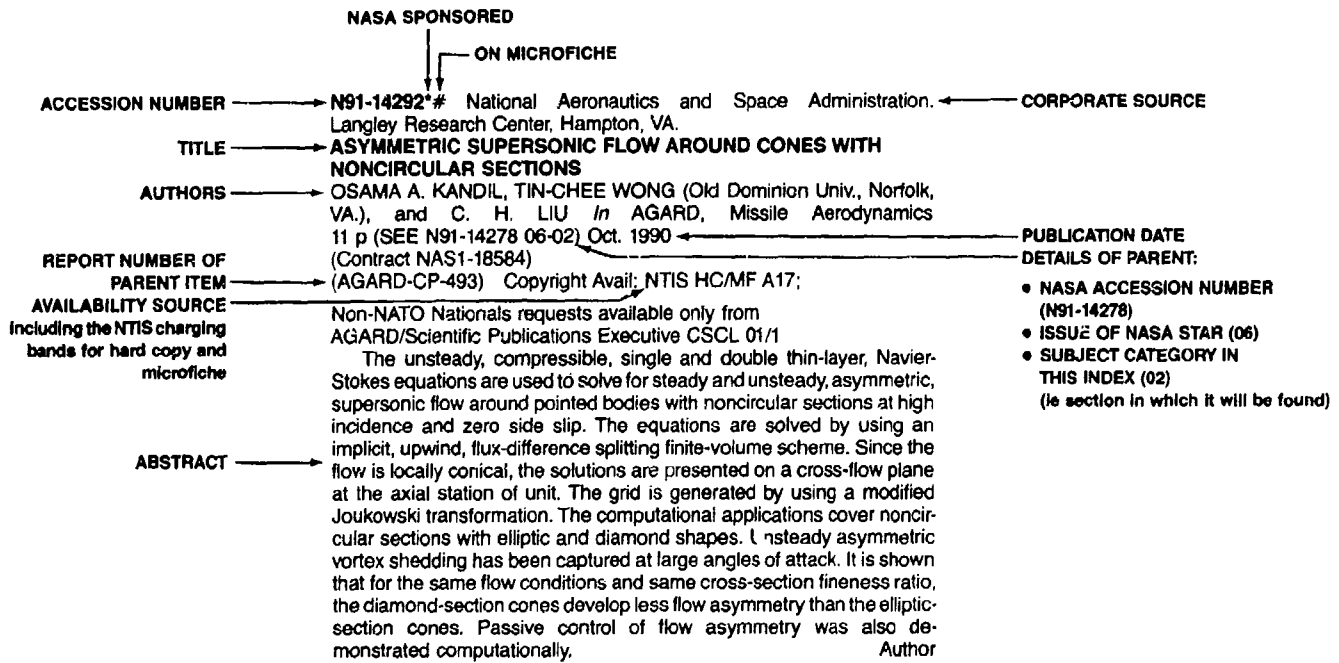 NASA SPONSORED
ON MICROFICHE
ACCESSION NUMBER
N91-14292*# National Aeronautics and Space Administration.
CORPORATE SOURCE
Langley Research Center, Hampton, VA.
TITLE
ASYMMETRIC SUPERSONIC FLOW AROUND CONES WITH
NONCIRCULAR SECTIONS
AUTHORS
OSAMA A. KANDIL, TIN-CHEE WONG (Old Dominion Univ., Norfolk,
VA.), and C. H. LIU In AGARD, Missile Aerodynamics
11 p (SEE N91-14278 06-02) Oct. 1990
(Contract NAS1-18584)
(AGARD-CP-493) Copyright Avail: NTIS HC/MF A17;
Non-NATO Nationals requests available only from
AGARD/Scientific Publications Executive CSCL 01/1
REPORT NUMBER OF
PARENT ITEM
AVAILABILITY SOURCE
including the NTIS charging
bands for hard copy and
microfiche
PUBLICATION DATE
DETAILS OF PARENT:
• NASA ACCESSION NUMBER
(N91-14278)
• ISSUE OF NASA STAR (06)
• SUBJECT CATEGORY IN
THIS INDEX (02)
(ie section in which it will be found)
ABSTRACT
The unsteady, compressible, single and double thin-layer, Navier-
Stokes equations are used to solve for steady and unsteady, asymmetric,
supersonic flow around pointed bodies with noncircular sections at high
incidence and zero side slip. The equations are solved by using an
implicit, upwind, flux-difference splitting finite-volume scheme. Since the
flow is locally conical, the solutions are presented on a cross-flow plane
at the axial station of unit. The grid is generated by using a modified
Joukowski transformation. The computational applications cover noncir-
cular sections with elliptic and diamond shapes. Unsteady asymmetric
vortex shedding has been captured at large angles of attack. It is shown
that for the same flow conditions and same cross-section fineness ratio,
the diamond-section cones develop less flow asymmetry than the elliptic-
section cones. Passive control of flow asymmetry was also de-
monstrated computationally. Author